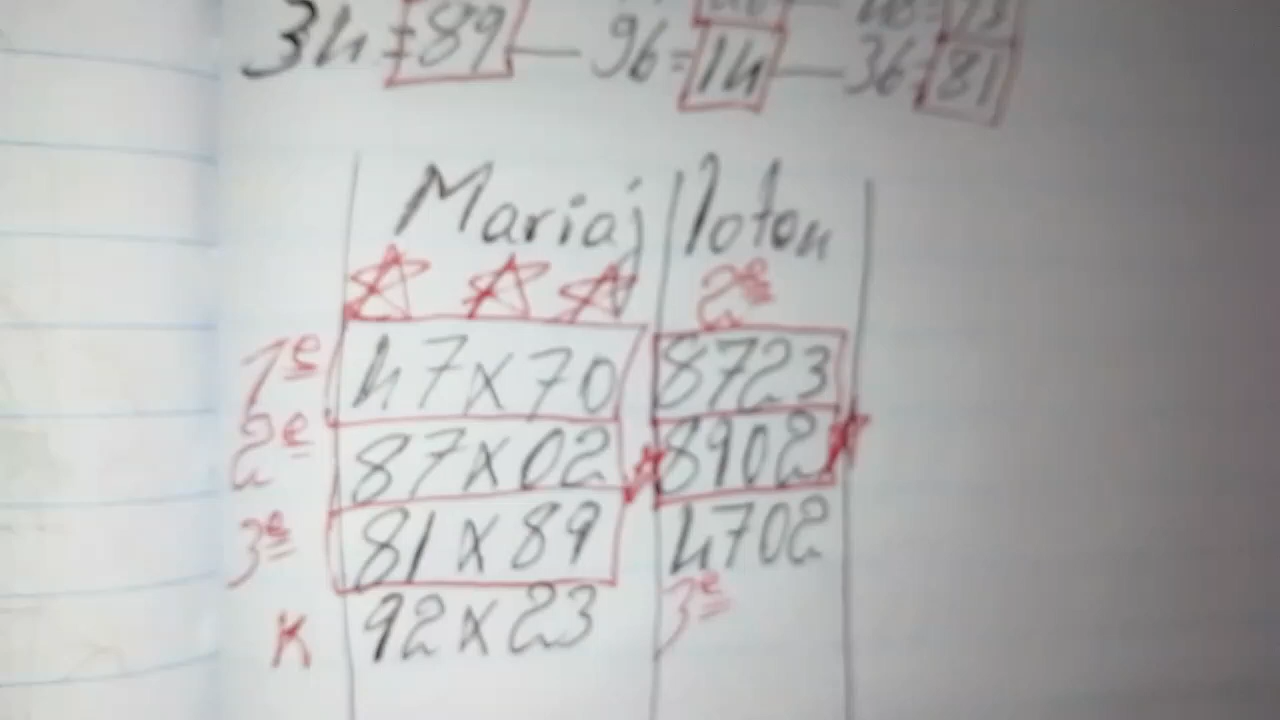 34=89 — 96=14 — 36=81
Mariaj loto4
2e
1e 47x70 8723
2e 87x02 8902
3e 81x89 4702
K 92x23 3e